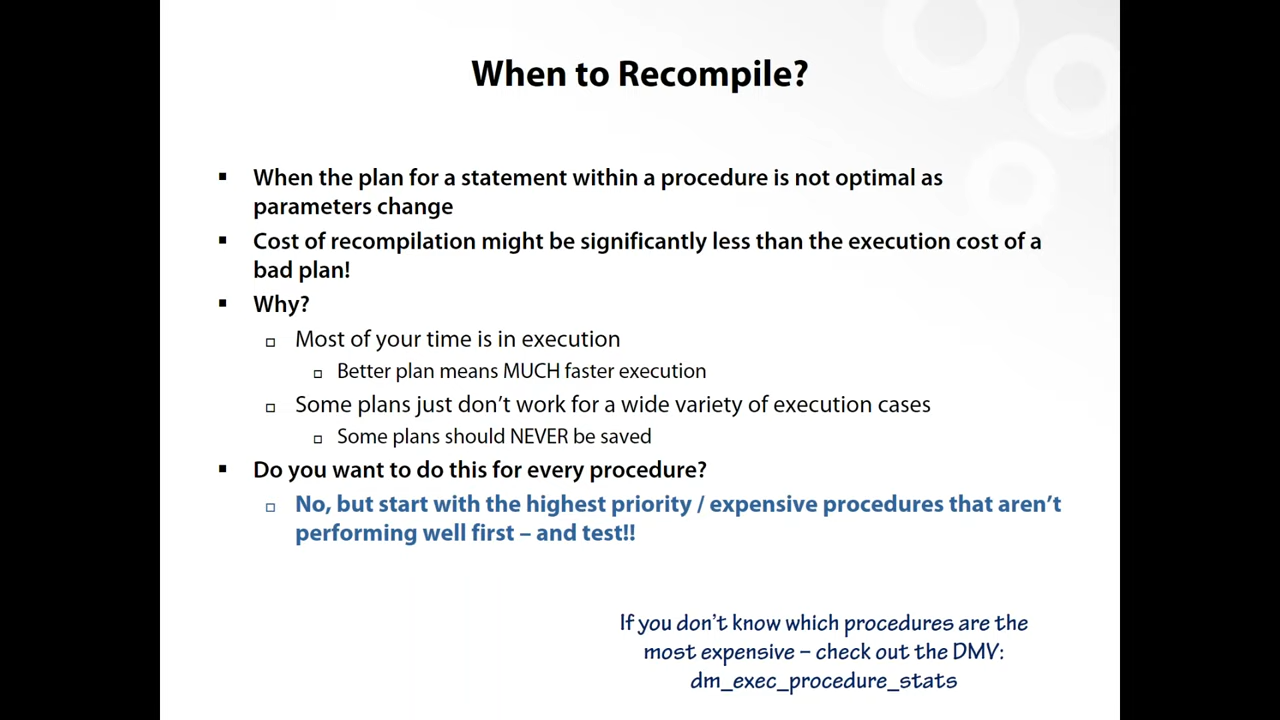 When to Recompile?
When the plan for a statement within a procedure is not optimal as
parameters change
Cost of recompilation might be significantly less than the execution cost of a
bad plan!
Why?
Most of your time is in execution
Better plan means MUCH faster execution
Some plans just don't work for a wide variety of execution cases
Some plans should NEVER be saved
Do you want to do this for every procedure?
No, but start with the highest priority / expensive procedures that aren't
performing well first – and test!!
If you don't know which procedures are the
most expensive – check out the DMV:
dm_exec_procedure_stats